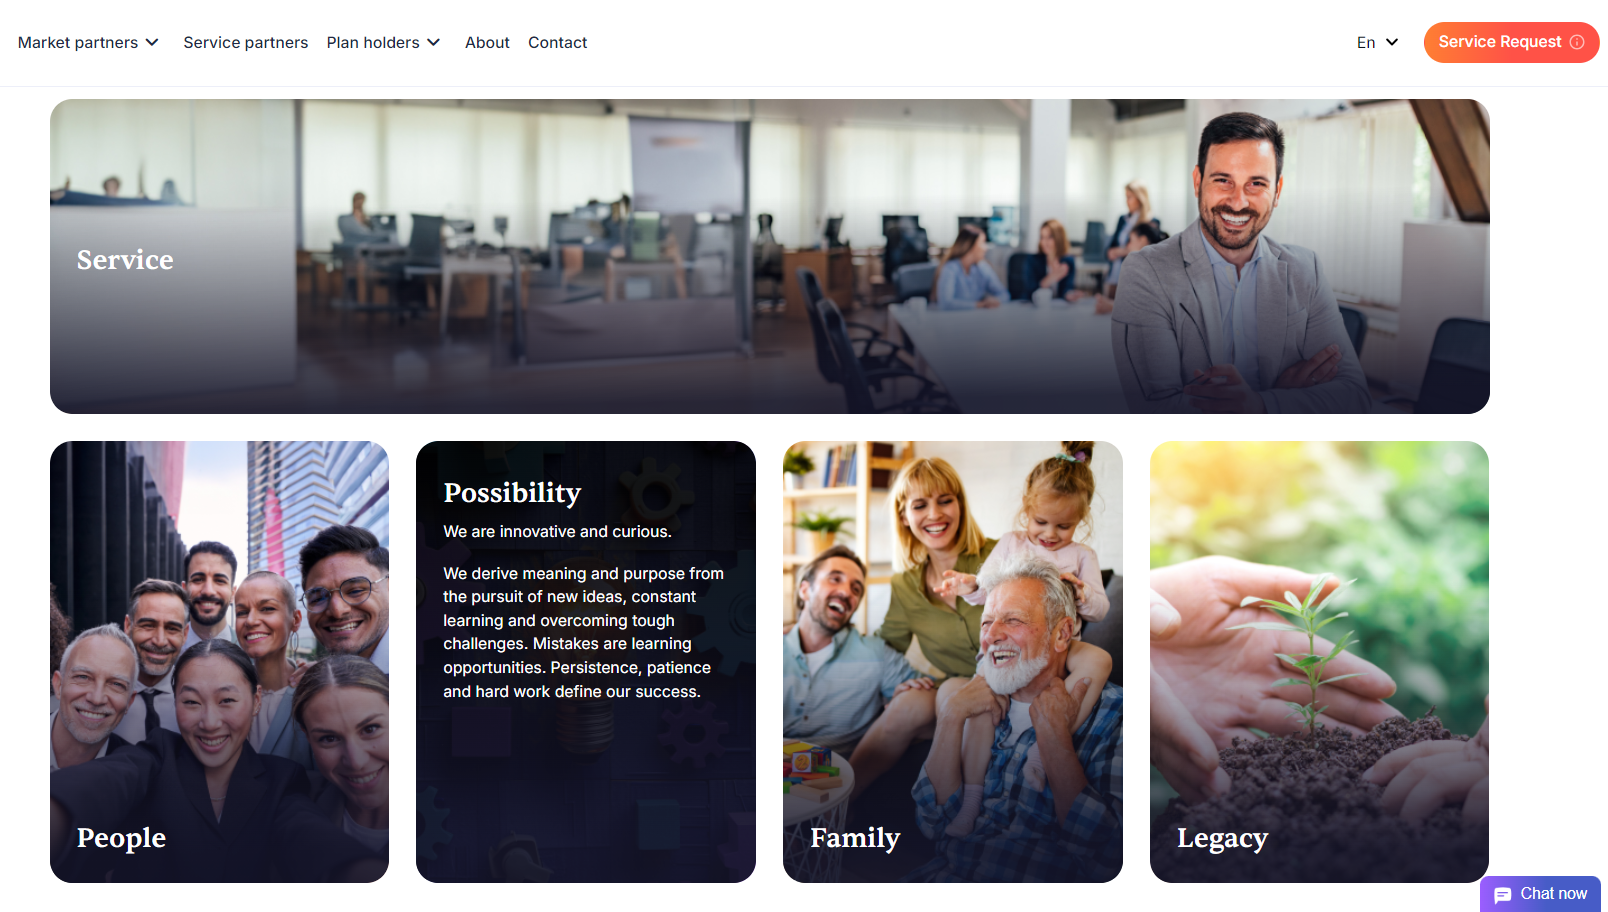 Market partners
Service partners
Plan holders
About
Contact
En
Service Request
Service
People
Possibility
We are innovative and curious.
We derive meaning and purpose from
the pursuit of new ideas, constant
learning and overcoming tough
challenges. Mistakes are learning
opportunities. Persistence, patience
and hard work define our success.
Family
Legacy
Chat now